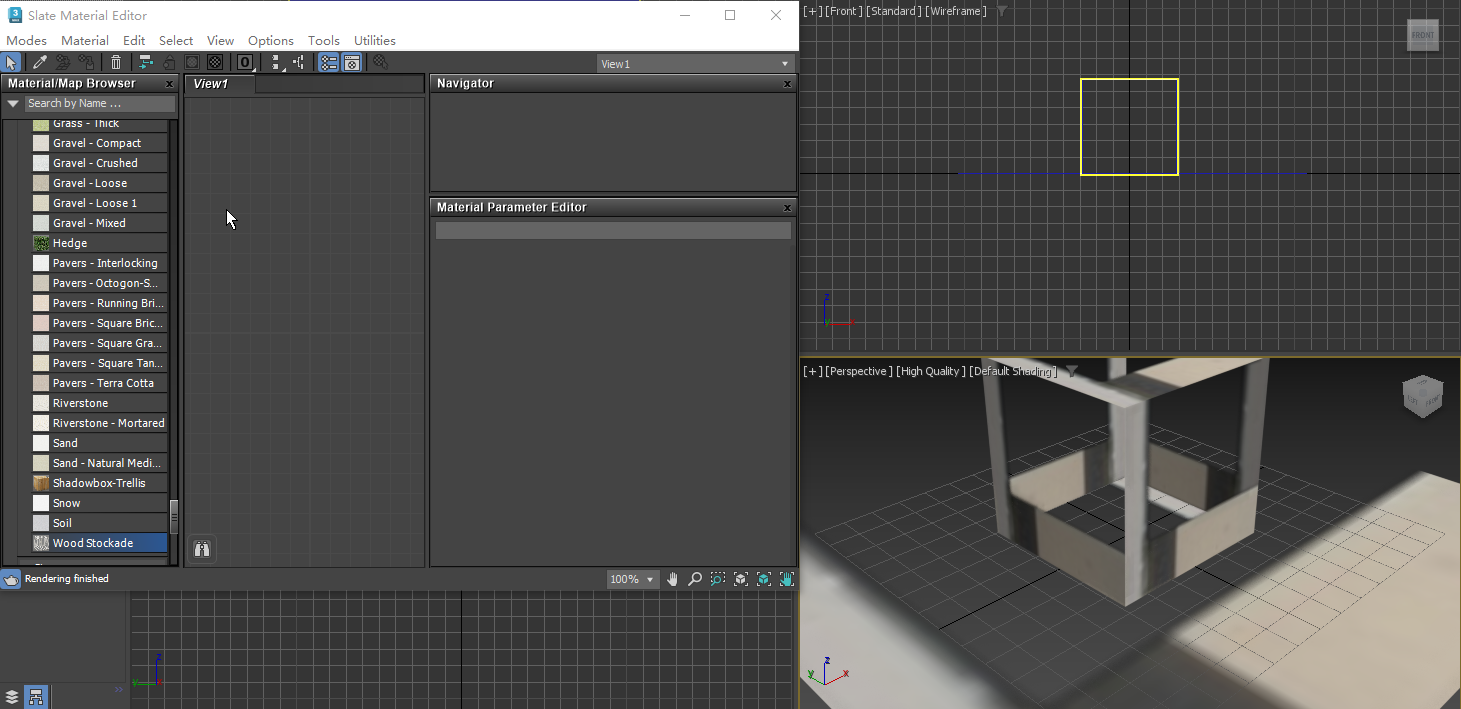 Slate Material Editor
Modes Material Edit Select View Options Tools Utilities
View1
Material/Map Browser
Search by Name ...
Grass - Thick
Gravel - Compact
Gravel - Crushed
Gravel - Loose
Gravel - Loose 1
Gravel - Mixed
Hedge
Pavers - Interlocking
Pavers - Octogon-S...
Pavers - Running Bri...
Pavers - Square Bric...
Pavers - Square Gra...
Pavers - Square Tan...
Pavers - Terra Cotta
Riverstone
Riverstone - Mortared
Sand
Sand - Natural Medi...
Shadowbox-Trellis
Snow
Soil
Wood Stockade
View1
Navigator
Material Parameter Editor
Rendering finished
100%
z
y
[+] [Front] [Standard] [Wireframe]
FRONT
z
[+] [Perspective] [High Quality] [Default Shading]
z
y
x